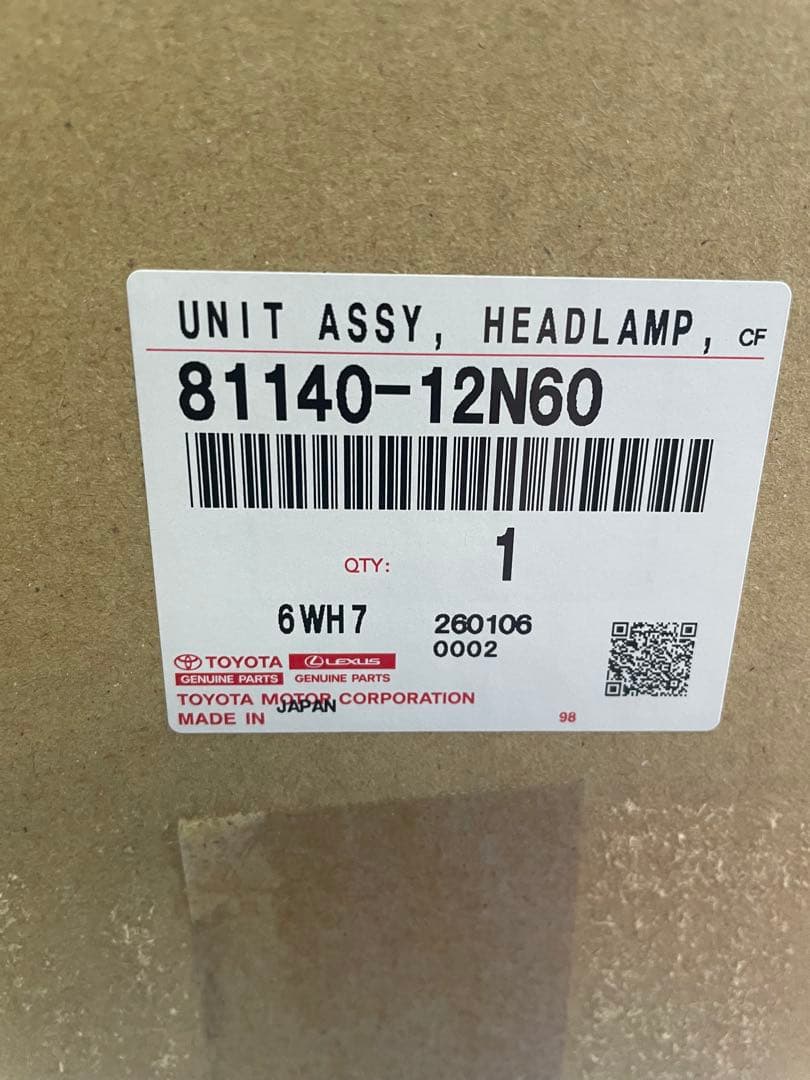 UNIT ASSY, HEADLAMP, CF
81140-12N60
QTY: 1
6WH7 260106
0002
TOYOTA LEXUS
GENUINE PARTS GENUINE PARTS
TOYOTA MOTOR CORPORATION
MADE IN JAPAN 98